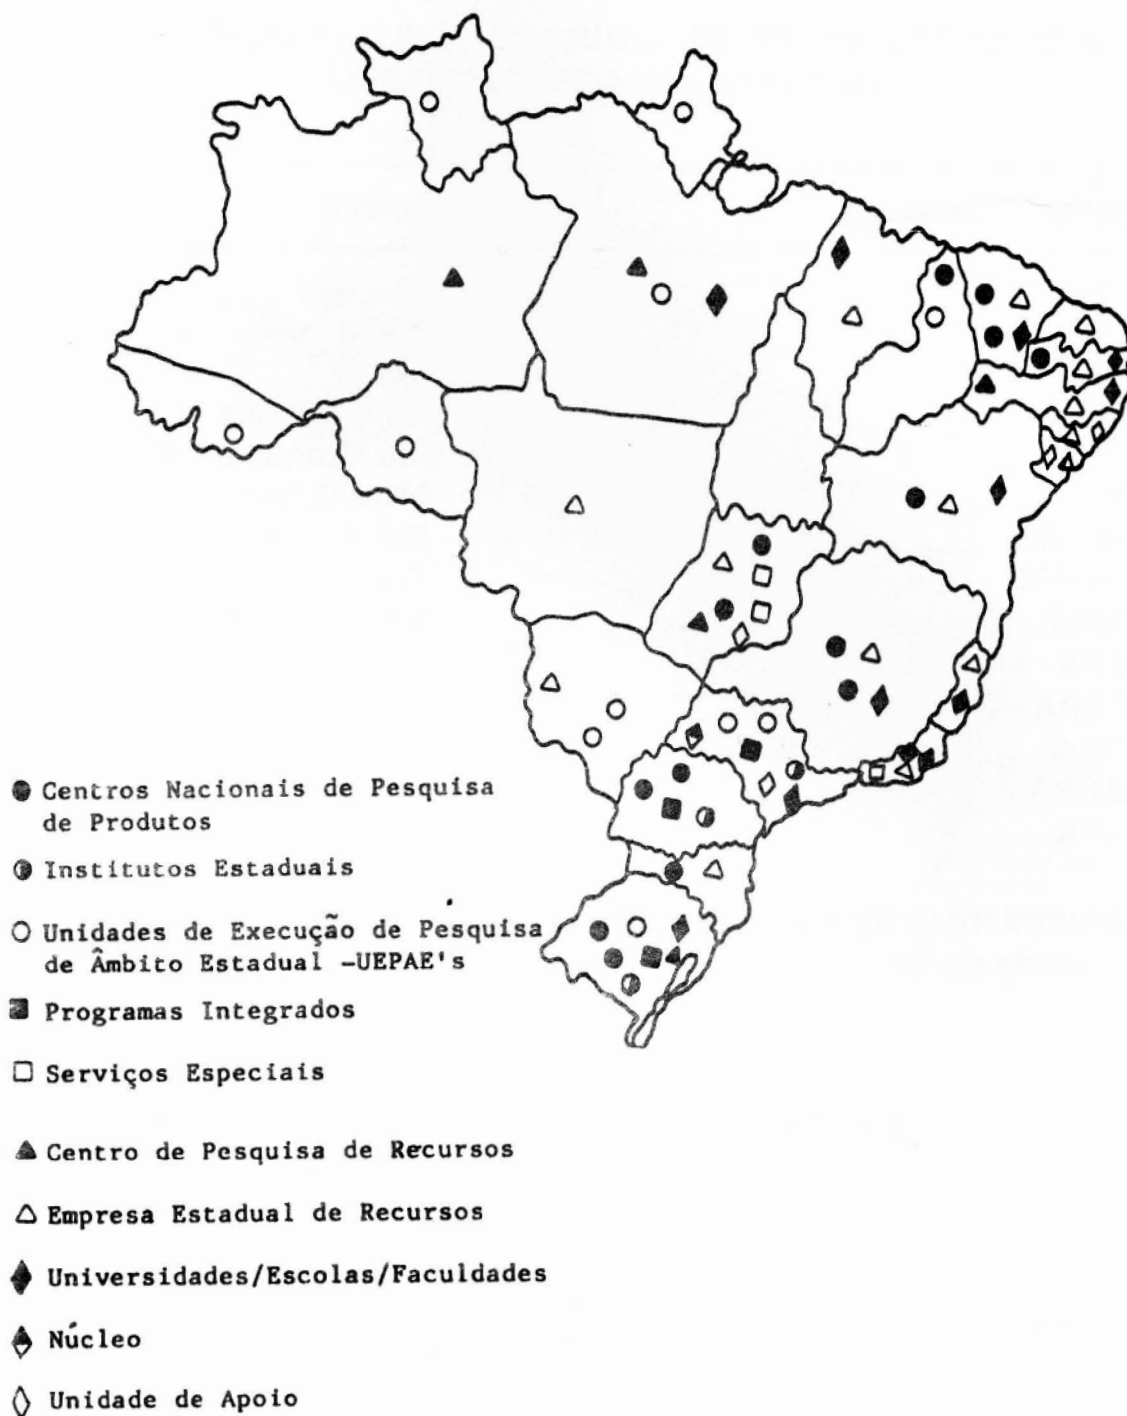 Centros Nacionais de Pesquisa
de Produtos
Institutos Estaduais
Unidades de Execução de Pesquisa
de Âmbito Estadual -UEPAE's
Programas Integrados
Serviços Especiais
Centro de Pesquisa de Recursos
Empresa Estadual de Recursos
Universidades/Escolas/Faculdades
Núcleo
Unidade de Apoio